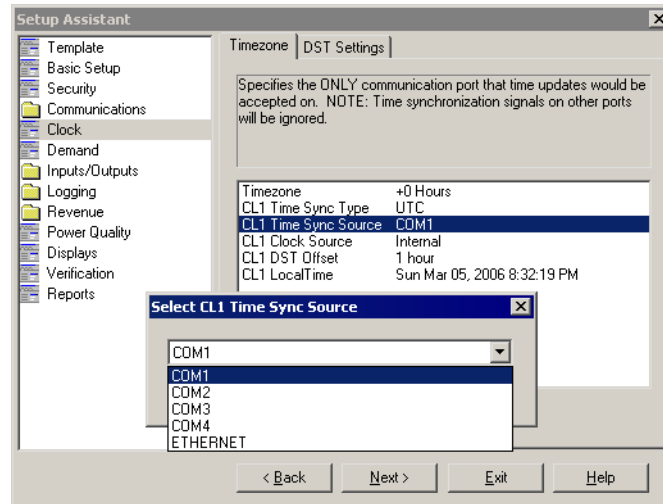 Setup Assistant
Template
Basic Setup
Security
Communications
Clock
Demand
Inputs/Outputs
Logging
Revenue
Power Quality
Displays
Verification
Reports
Timezone DST Settings
Specifies the ONLY communication port that time updates would be
accepted on. NOTE: Time synchronization signals on other ports
will be ignored.
Timezone +0 Hours
CL1 Time Sync Type UTC
CL1 Time Sync Source COM1
CL1 Clock Source Internal
CL1 DST Offset 1 hour
CL1 LocalTime Sun Mar 05, 2006 8:32:19 PM
Select CL1 Time Sync Source
COM1
COM1
COM2
COM3
COM4
ETHERNET
< Back Next > Exit Help